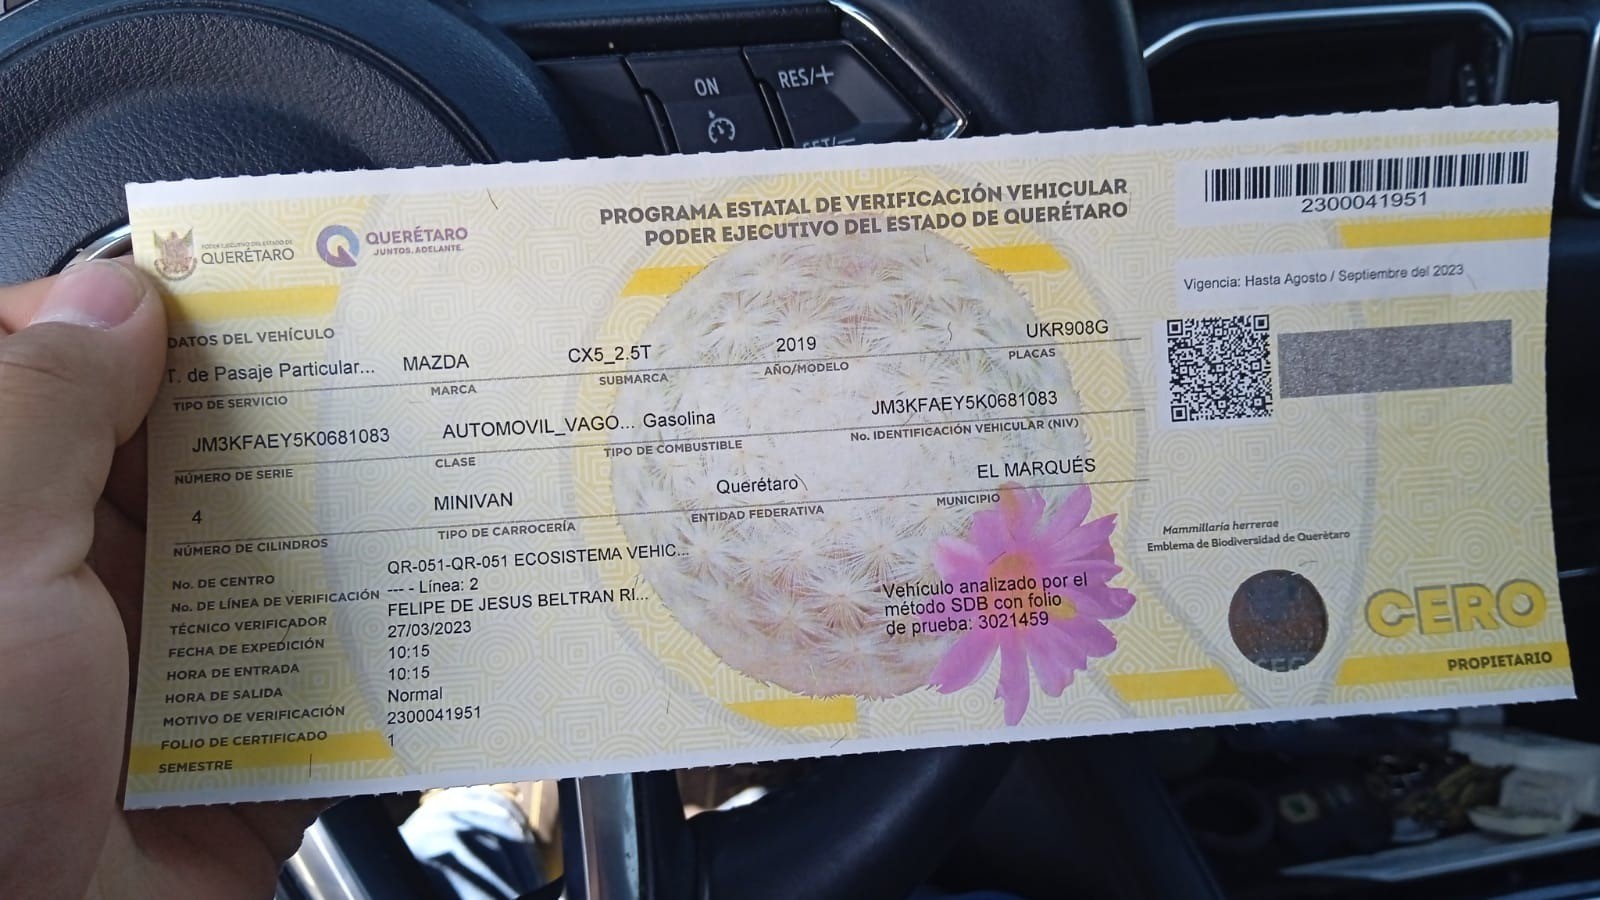 ON
RES/+
SET/—
PROGRAMA ESTATAL DE VERIFICACIÓN VEHICULAR
PODER EJECUTIVO DEL ESTADO DE QUERÉTARO
2300041951
PODER EJECUTIVO DEL ESTADO DE
QUERÉTARO
QUERÉTARO
JUNTOS, ADELANTE.
Vigencia: Hasta Agosto / Septiembre del 2023
DATOS DEL VEHÍCULO
T. de Pasaje Particular... MAZDA CX5_2.5T 2019 UKR908G
TIPO DE SERVICIO MARCA SUBMARCA AÑO/MODELO PLACAS
JM3KFAEY5K0681083 AUTOMOVIL_VAGO... Gasolina JM3KFAEY5K0681083
NÚMERO DE SERIE CLASE TIPO DE COMBUSTIBLE No. IDENTIFICACIÓN VEHICULAR (NIV)
4 MINIVAN Querétaro EL MARQUÉS
NÚMERO DE CILINDROS TIPO DE CARROCERÍA ENTIDAD FEDERATIVA MUNICIPIO
No. DE CENTRO QR-051-QR-051 ECOSISTEMA VEHIC...
No. DE LÍNEA DE VERIFICACIÓN --- - Línea: 2
TÉCNICO VERIFICADOR FELIPE DE JESUS BELTRAN RI...
FECHA DE EXPEDICIÓN 27/03/2023
HORA DE ENTRADA 10:15
HORA DE SALIDA 10:15
MOTIVO DE VERIFICACIÓN Normal
FOLIO DE CERTIFICADO 2300041951
SEMESTRE 1
Vehículo analizado por el
método SDB con folio
de prueba: 3021459
Mammillaria herrerae
Emblema de Biodiversidad de Querétaro
CERO
PROPIETARIO